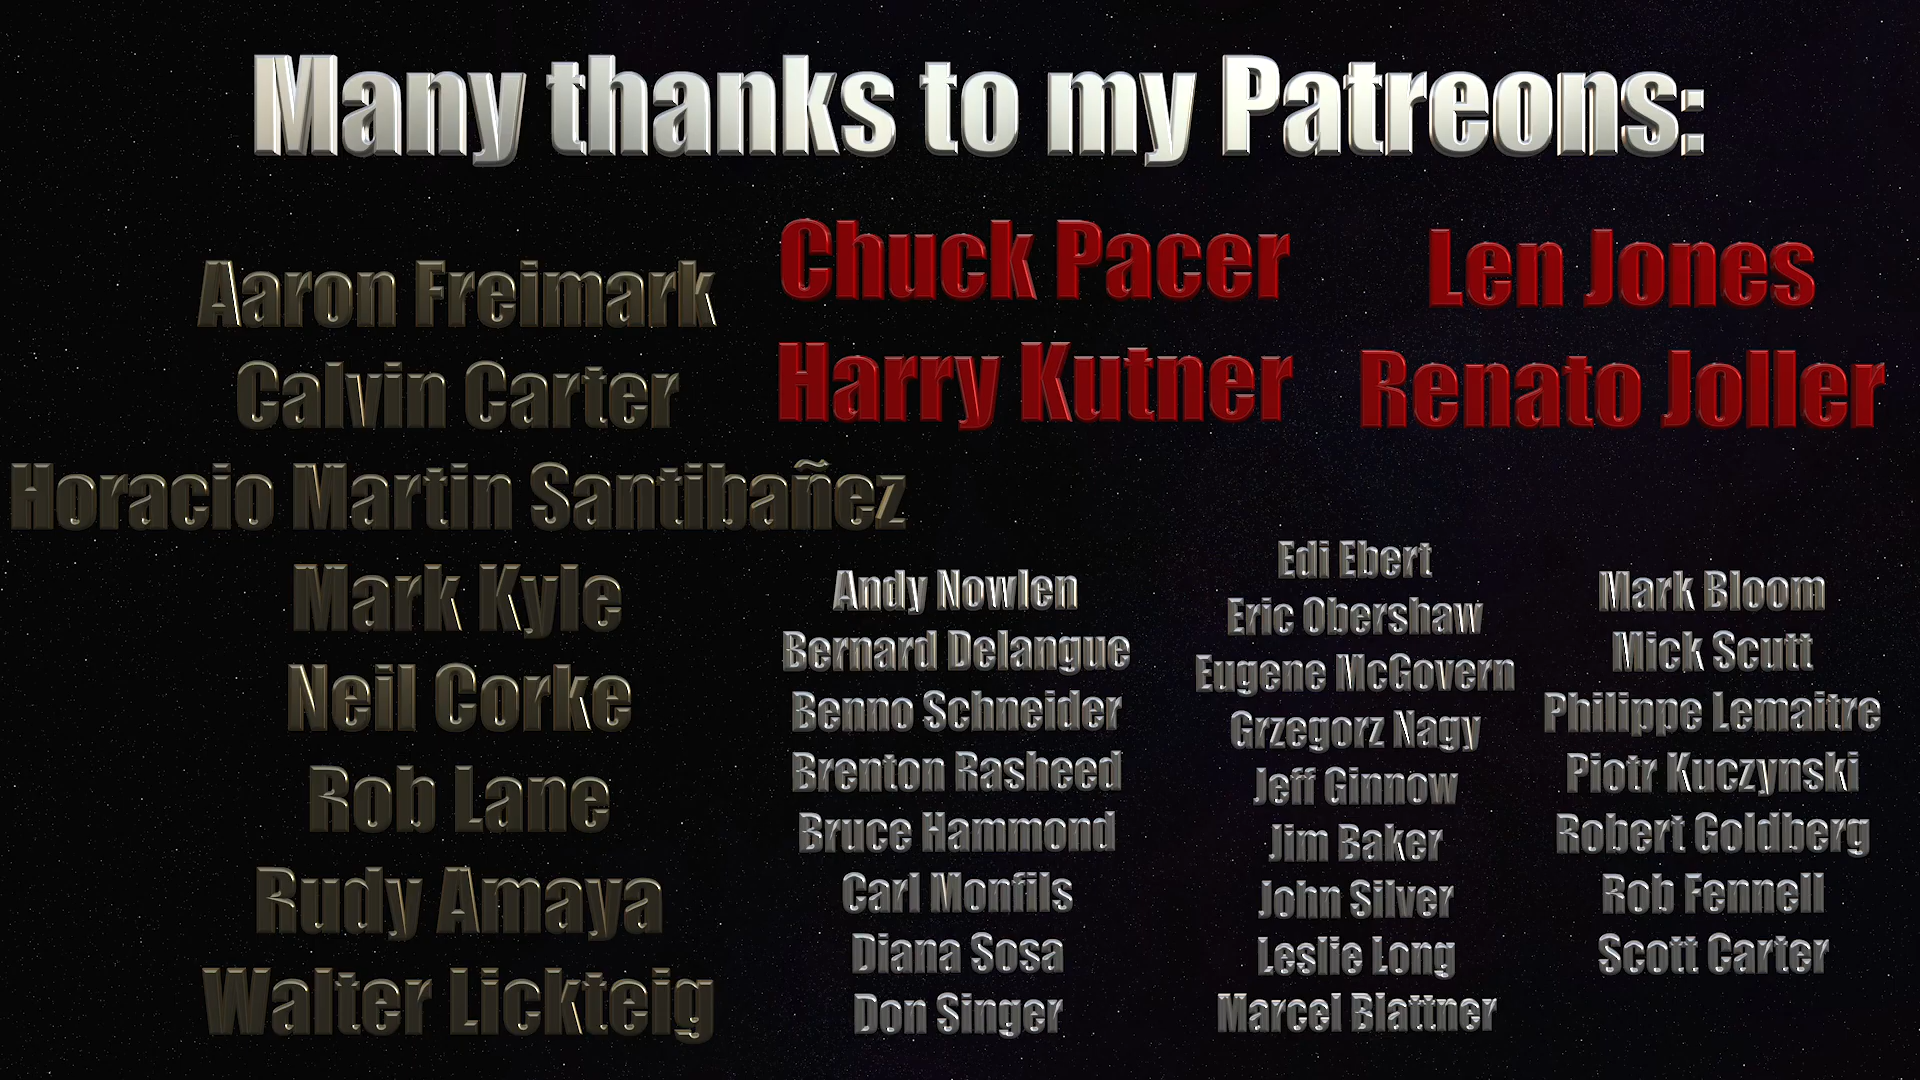 Many thanks to my Patreons:
Chuck Pacer
Harry Kutner
Len Jones
Renato Joller
Aaron Freimark
Calvin Carter
Horacio Martin Santibañez
Mark Kyle
Neil Corke
Rob Lane
Rudy Amaya
Walter Lickteig
Andy Nowlen
Bernard Delangue
Benno Schneider
Brenton Rasheed
Bruce Hammond
Carl Monfils
Diana Sosa
Don Singer
Edi Ebert
Eric Obershaw
Eugene McGovern
Grzegorz Nagy
Jeff Ginnow
Jim Baker
John Silver
Leslie Long
Marcel Blattner
Mark Bloom
Mick Scutt
Philippe Lemaitre
Piotr Kuczynski
Robert Goldberg
Rob Fennell
Scott Carter